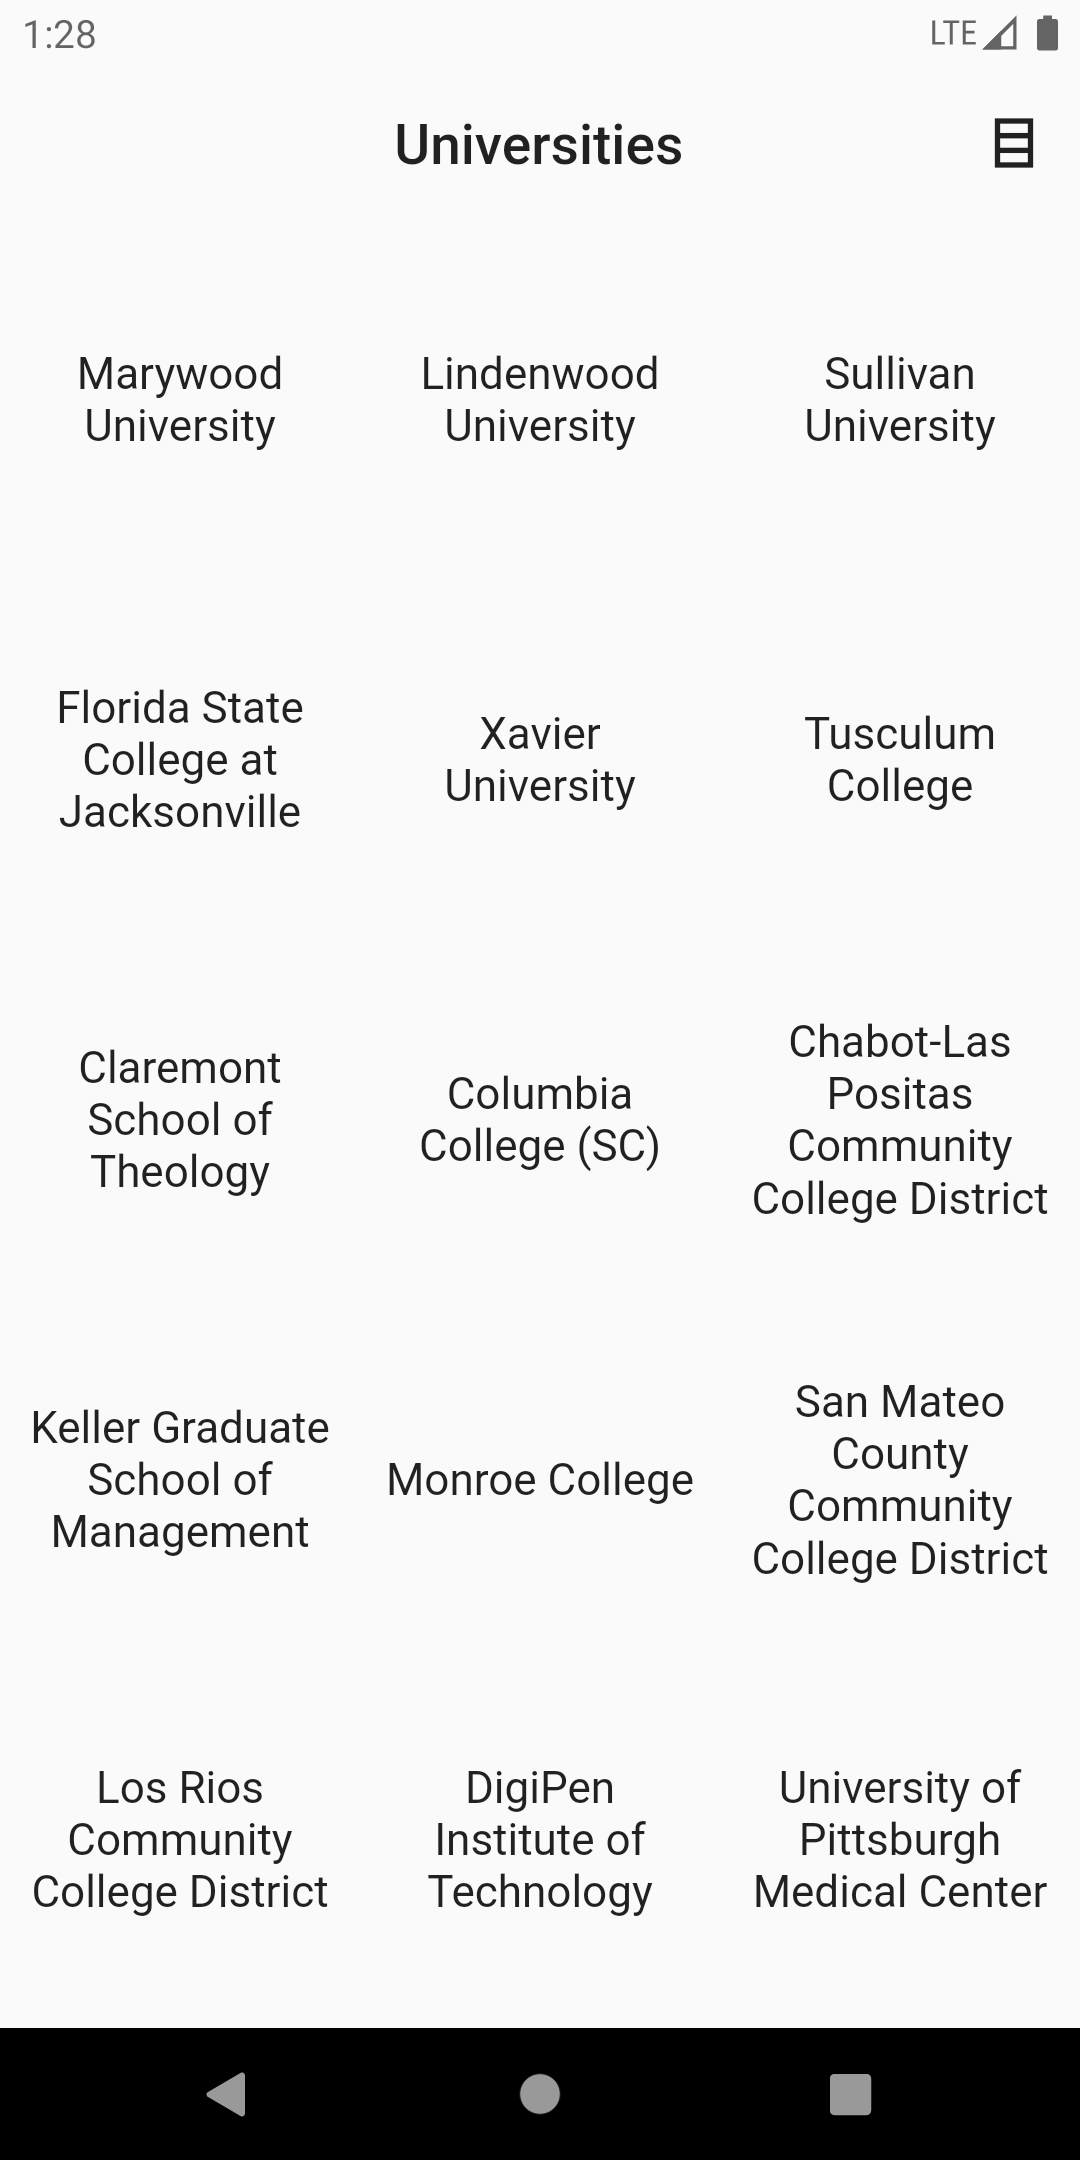 1:28
LTE
Universities
Marywood
University
Lindenwood
University
Sullivan
University
Florida State
College at
Jacksonville
Xavier
University
Tusculum
College
Claremont
School of
Theology
Columbia
College (SC)
Chabot-Las
Positas
Community
College District
Keller Graduate
School of
Management
Monroe College
San Mateo
County
Community
College District
Los Rios
Community
College District
DigiPen
Institute of
Technology
University of
Pittsburgh
Medical Center